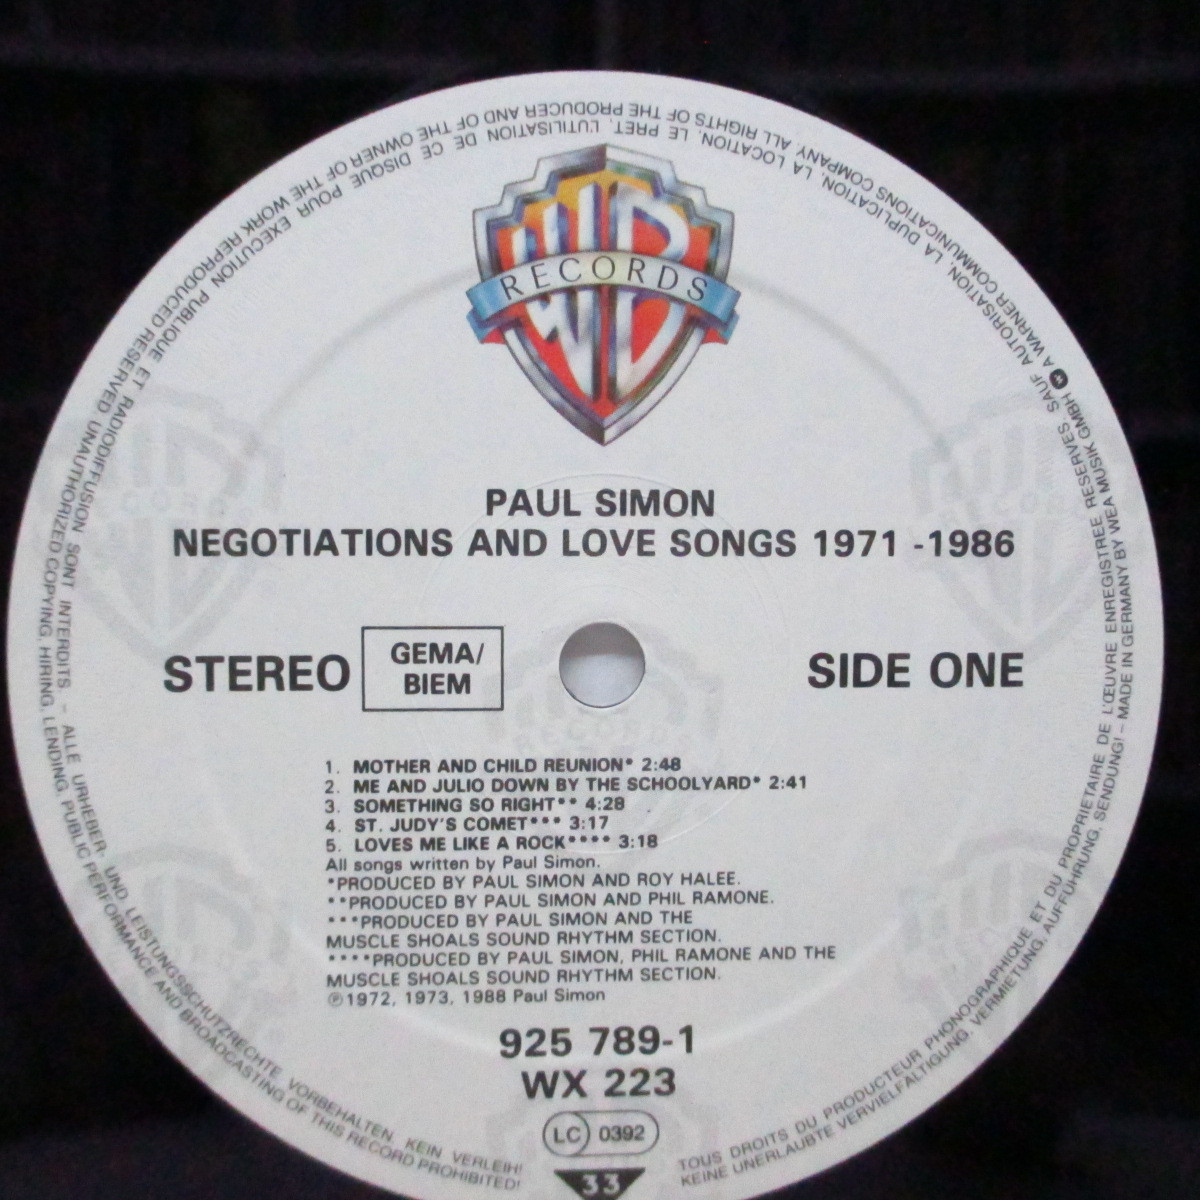 WB
RECORDS
PAUL SIMON
NEGOTIATIONS AND LOVE SONGS 1971 -1986
STEREO
GEMA/
BIEM
SIDE ONE
1. MOTHER AND CHILD REUNION* 2:48
2. ME AND JULIO DOWN BY THE SCHOOLYARD* 2:41
3. SOMETHING SO RIGHT** 4:28
4. ST. JUDY'S COMET*** 3:17
5. LOVES ME LIKE A ROCK**** 3:18
All songs written by Paul Simon.
*PRODUCED BY PAUL SIMON AND ROY HALEE.
**PRODUCED BY PAUL SIMON AND PHIL RAMONE.
***PRODUCED BY PAUL SIMON AND THE
MUSCLE SHOALS SOUND RHYTHM SECTION.
****PRODUCED BY PAUL SIMON, PHIL RAMONE AND THE
MUSCLE SHOALS SOUND RHYTHM SECTION.
℗1972, 1973, 1988 Paul Simon
925 789-1
WX 223
LC 0392
33
TOUS DROITS DU PRODUCTEUR PHONOGRAPHIQUE ET DU PROPRIETAIRE DE L'ŒUVRE ENREGISTREE RESERVES. SAUF AUTORISATION, LA DUPLICATION, LA LOCATION, LE PRET, L'UTILISATION DE CE DISQUE POUR EXECUTION PUBLIQUE ET RADIODIFFUSION SONT INTERDITS – ALLE URHEBER- UND LEISTUNGSSCHUTZRECHTE VORBEHALTEN. KEIN VERLEIH!
KEINE UNERLAUBTE VERVIELFÄLTIGUNG, VERMIETUNG, AUFFÜHRUNG, SENDUNG! – MADE IN GERMANY BY WEA MUSIK GMBH A WARNER COMMUNICATIONS COMPANY ALL RIGHTS OF THE PRODUCER AND OF THE OWNER OF THE WORK REPRODUCED RESERVED. UNAUTHORIZED COPYING, HIRING, LENDING, PUBLIC PERFORMANCE AND BROADCASTING OF THIS RECORD PROHIBITED!